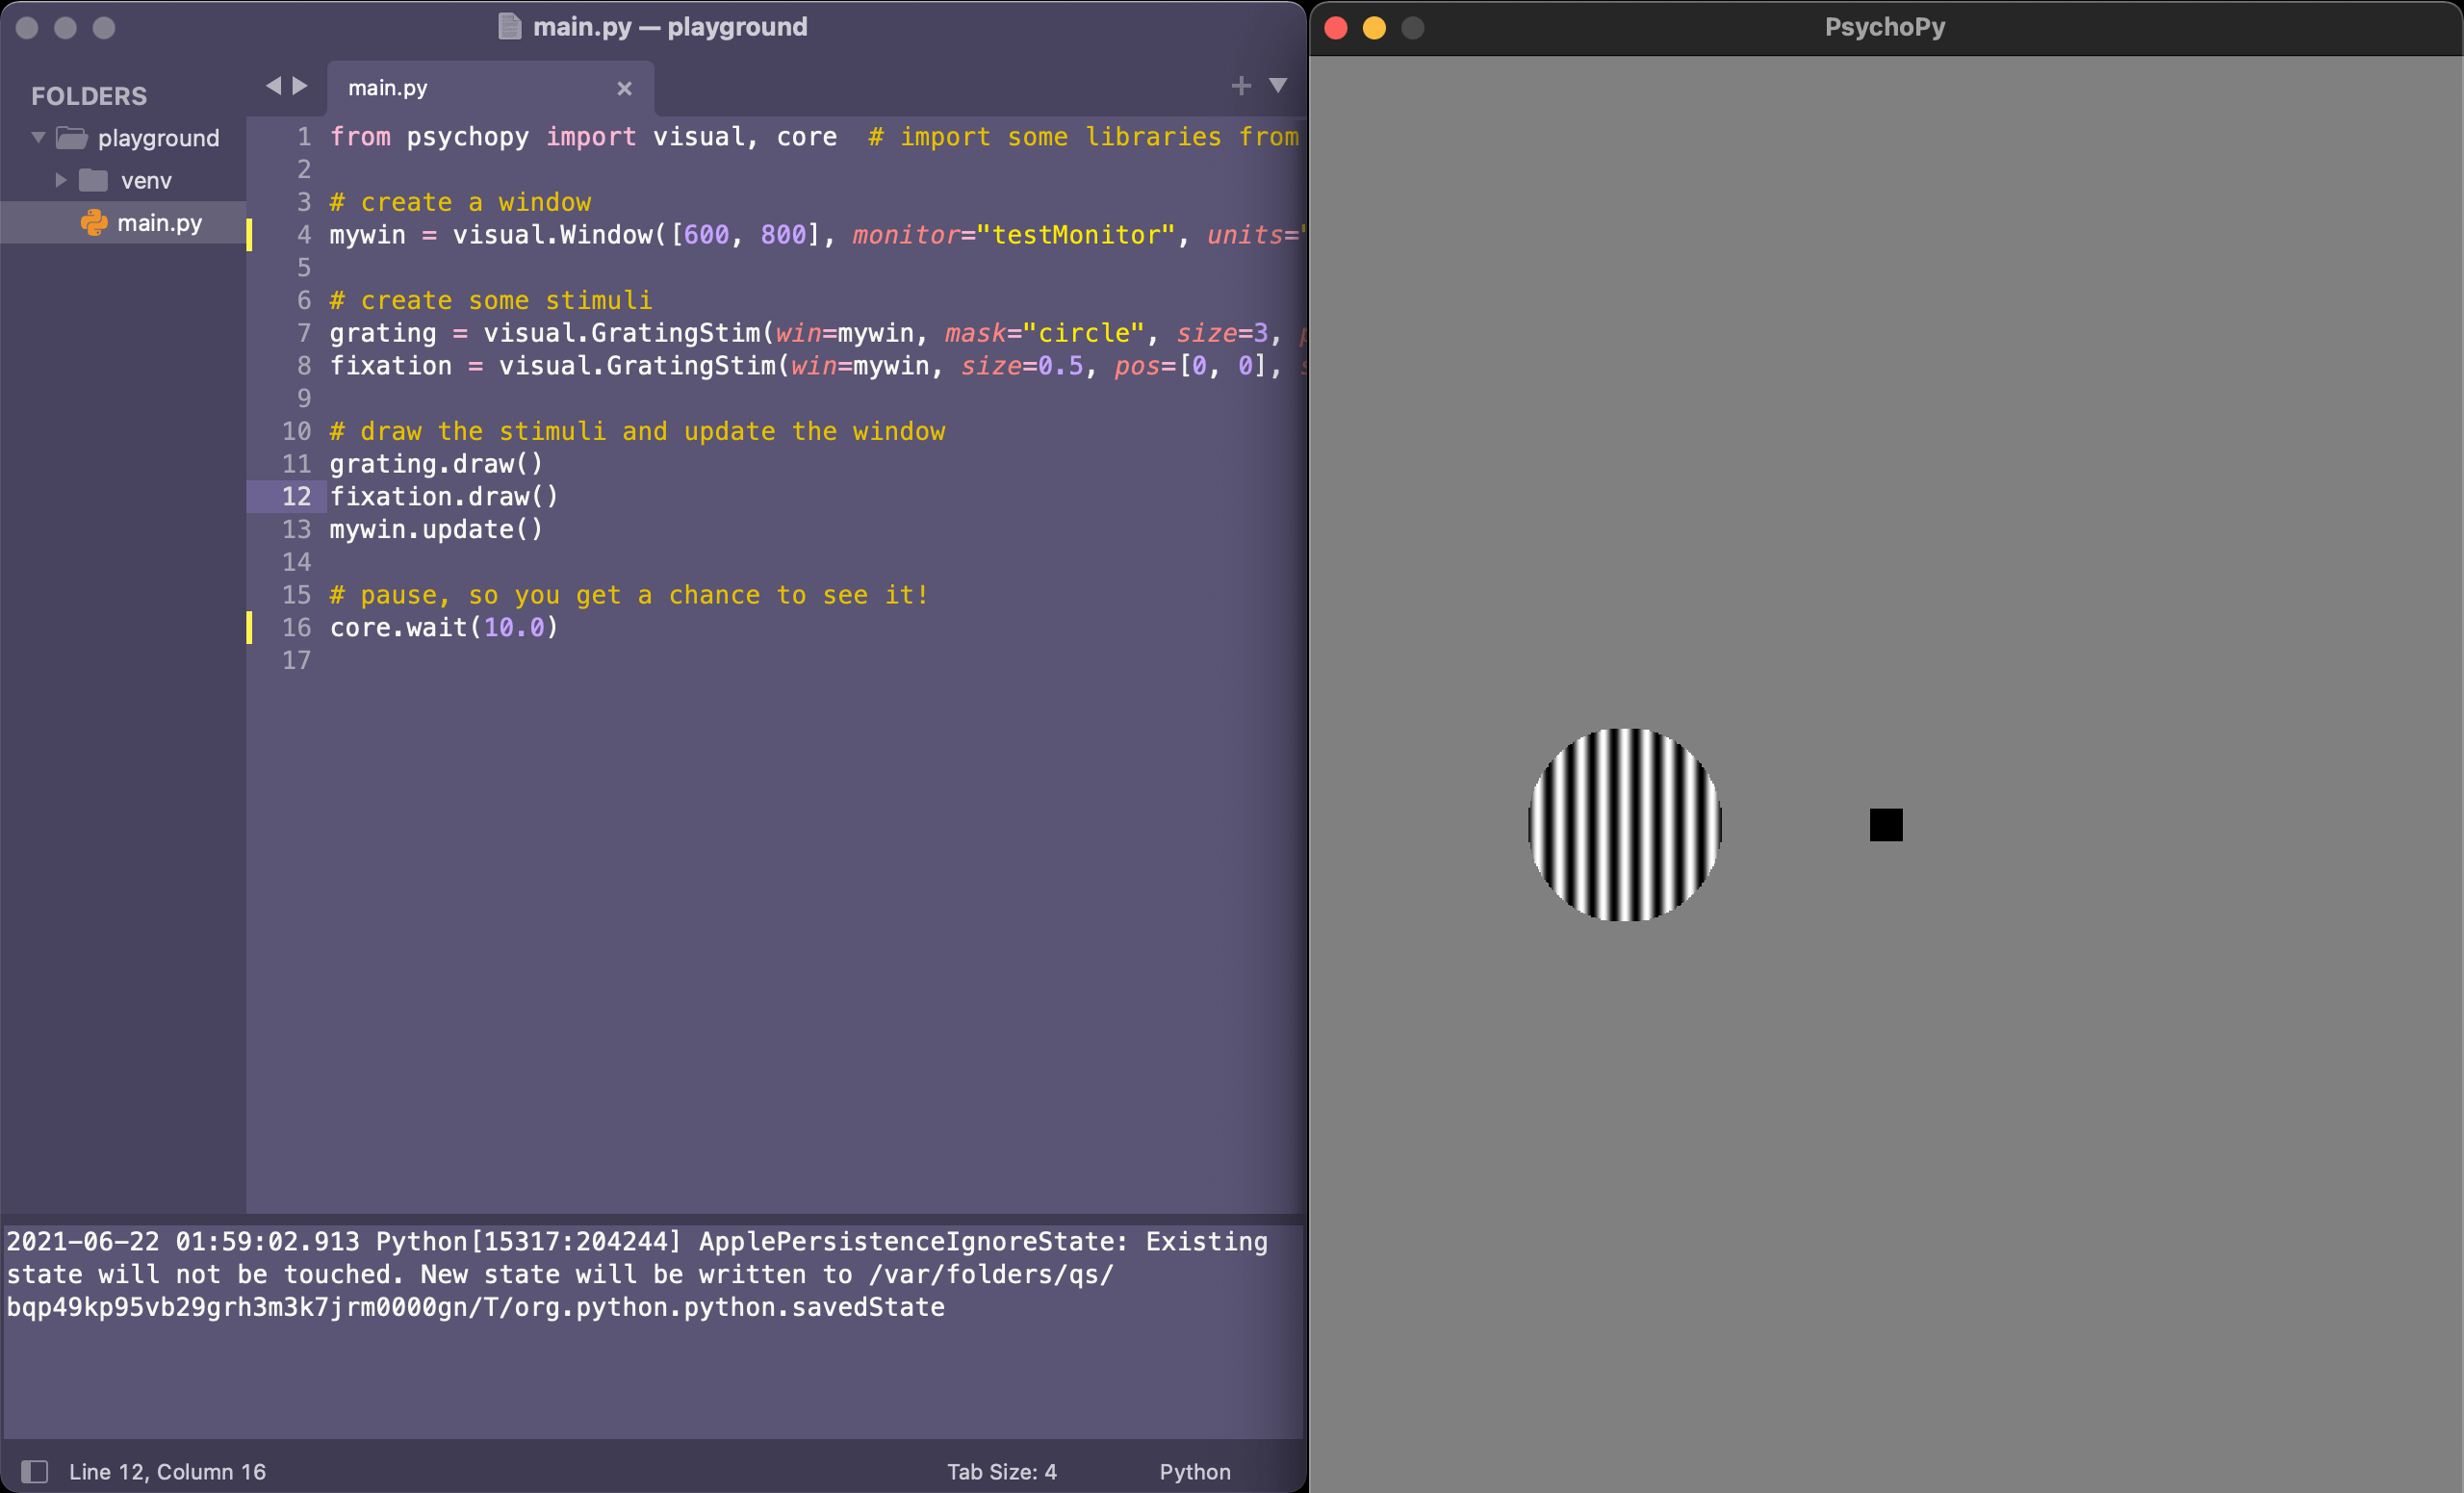 main.py — playground
FOLDERS
playground
venv
main.py
main.py
1 from psychopy import visual, core  # import some libraries from
2
3 # create a window
4 mywin = visual.Window([600, 800], monitor="testMonitor", units="
5
6 # create some stimuli
7 grating = visual.GratingStim(win=mywin, mask="circle", size=3,
8 fixation = visual.GratingStim(win=mywin, size=0.5, pos=[0, 0],
9
10 # draw the stimuli and update the window
11 grating.draw()
12 fixation.draw()
13 mywin.update()
14
15 # pause, so you get a chance to see it!
16 core.wait(10.0)
17
2021-06-22 01:59:02.913 Python[15317:204244] ApplePersistenceIgnoreState: Existing
state will not be touched. New state will be written to /var/folders/qs/
bqp49kp95vb29grh3m3k7jrm0000gn/T/org.python.python.savedState
Line 12, Column 16
Tab Size: 4
Python
PsychoPy